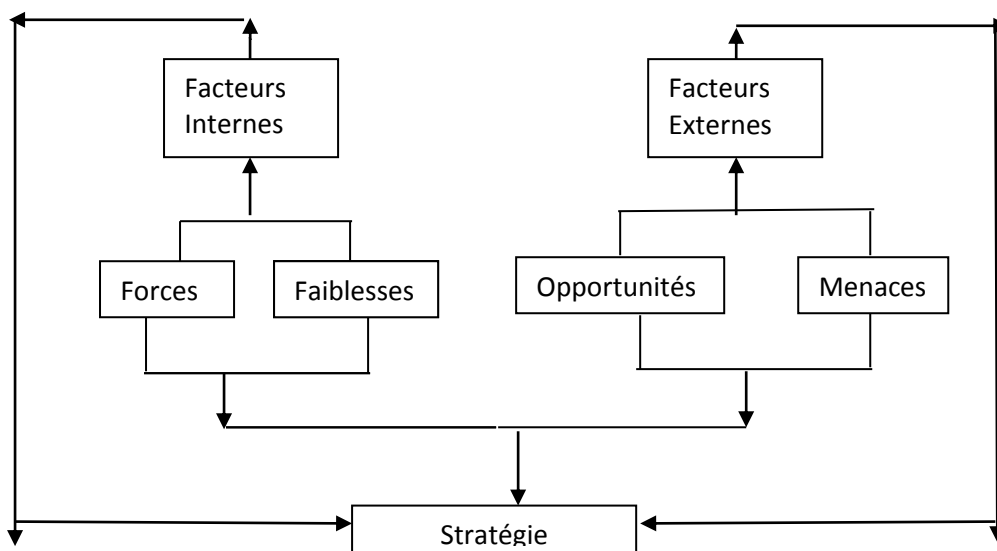 Facteurs
Internes
Facteurs
Externes
Forces
Faiblesses
Opportunités
Menaces
Stratégie